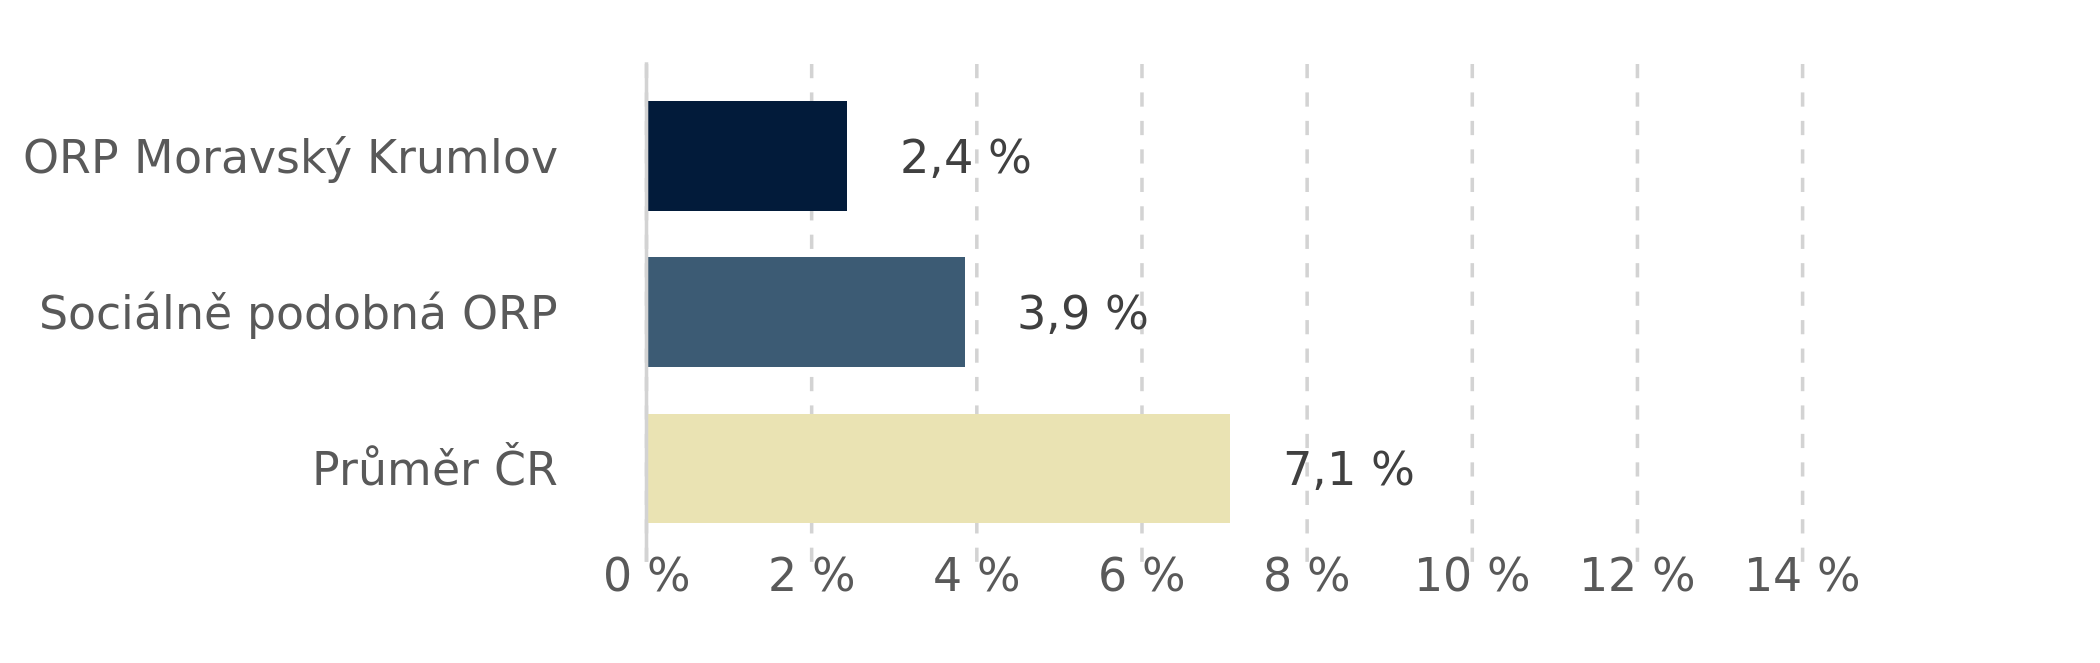 ORP Moravský Krumlov
2,4 %
Sociálně podobná ORP
3,9 %
Průměr ČR
7,1 %
0 % 2 % 4 % 6 % 8 % 10 % 12 % 14 %